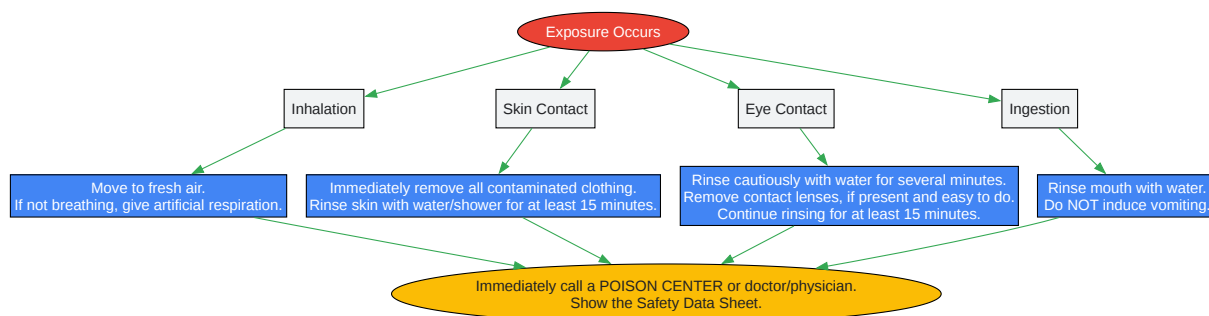 Exposure Occurs
Inhalation
Skin Contact
Eye Contact
Ingestion
Move to fresh air.
If not breathing, give artificial respiration.
Immediately remove all contaminated clothing.
Rinse skin with water/shower for at least 15 minutes.
Rinse cautiously with water for several minutes.
Remove contact lenses, if present and easy to do.
Continue rinsing for at least 15 minutes.
Rinse mouth with water.
Do NOT induce vomiting.
Immediately call a POISON CENTER or doctor/physician.
Show the Safety Data Sheet.